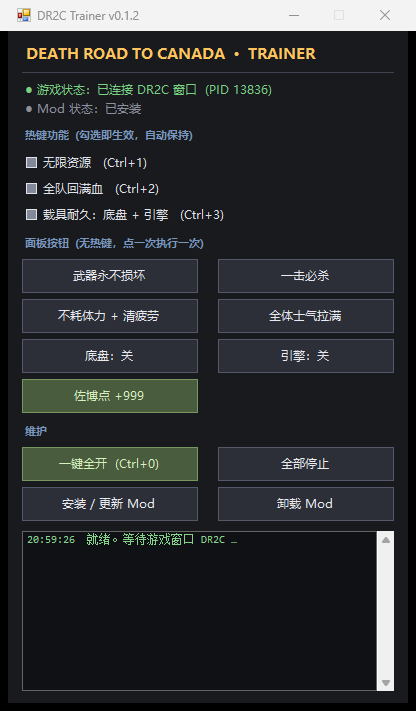 DR2C Trainer v0.1.2
DEATH ROAD TO CANADA • TRAINER
● 游戏状态：已连接 DR2C 窗口 (PID 13836)
● Mod 状态：已安装
热键功能（勾选即生效，自动保持）
无限资源 (Ctrl+1)
全队回满血 (Ctrl+2)
载具耐久：底盘 + 引擎 (Ctrl+3)
面板按钮（无热键，点一次执行一次）
武器永不损坏 一击必杀
不耗体力 + 清疲劳 全体士气拉满
底盘：关 引擎：关
佐博点 +999
维护
一键全开 (Ctrl+0) 全部停止
安装 / 更新 Mod 卸载 Mod
20:59:26 就绪。等待游戏窗口 DR2C …